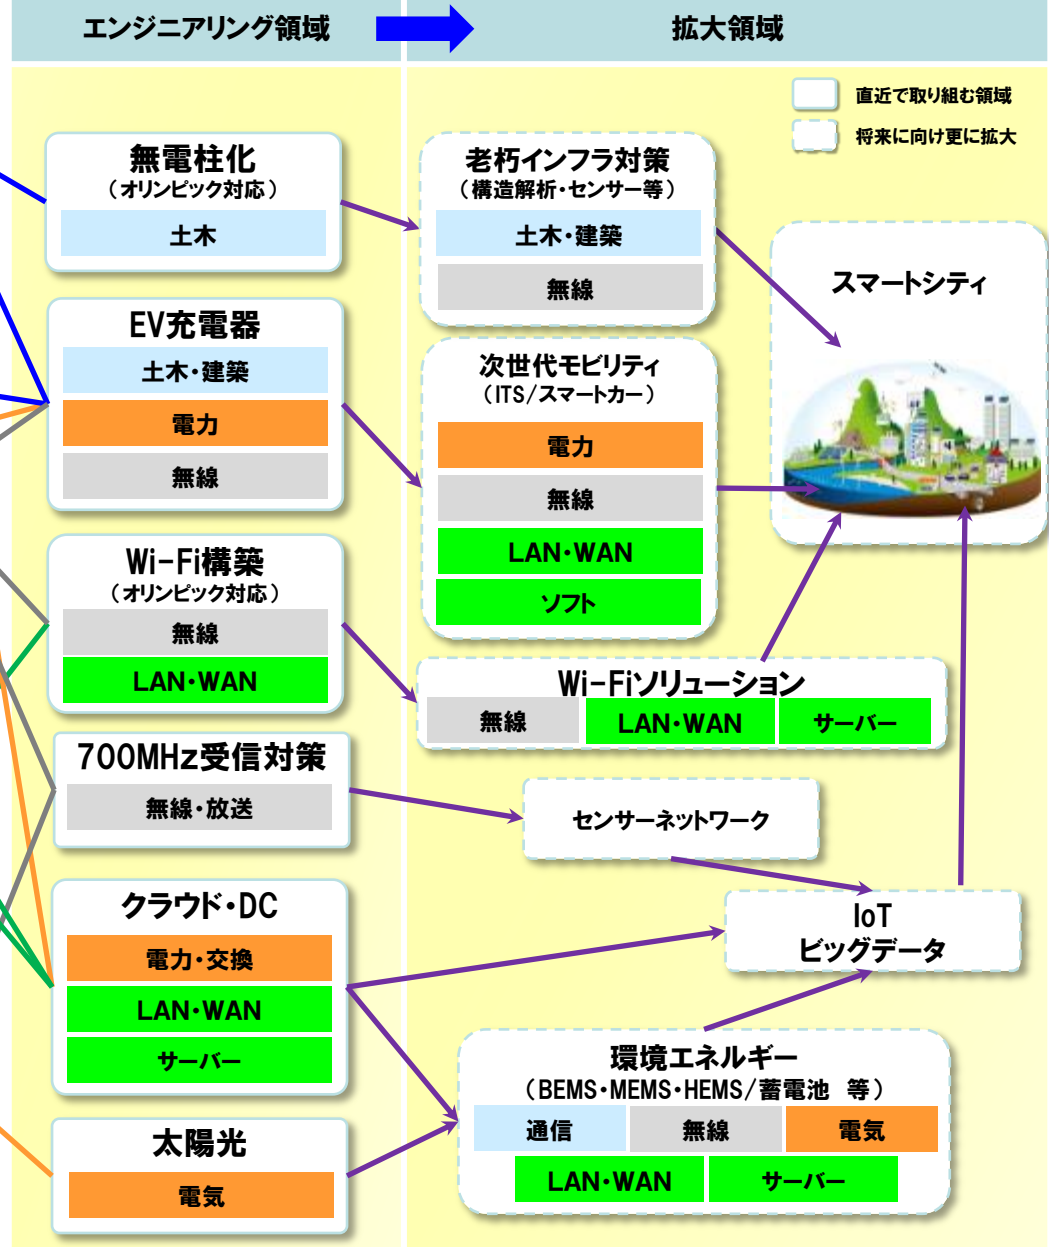 エンジニアリング領域
拡大領域
直近で取り組む領域
将来に向け更に拡大
無電柱化
（オリンピック対応）
土木
EV充電器
土木・建築
電力
無線
Wi-Fi構築
（オリンピック対応）
無線
LAN・WAN
700MHz受信対策
無線・放送
クラウド・DC
電力・交換
LAN・WAN
サーバー
太陽光
電気
老朽インフラ対策
（構造解析・センサー等）
土木・建築
無線
次世代モビリティ
（ITS/スマートカー）
電力
無線
LAN・WAN
ソフト
Wi-Fiソリューション
無線 LAN・WAN サーバー
センサーネットワーク
IoT
ビッグデータ
環境エネルギー
（BEMS・MEMS・HEMS/蓄電池 等）
通信 無線 電気
LAN・WAN サーバー
スマートシティ